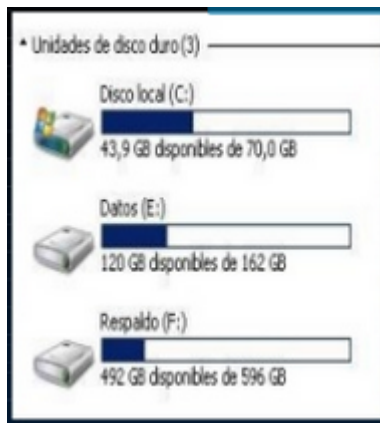 Unidades de disco duro (3)
Disco local (C:)
43,9 GB disponibles de 70,0 GB
Datos (E:)
120 GB disponibles de 162 GB
Respaldo (F:)
492 GB disponibles de 596 GB